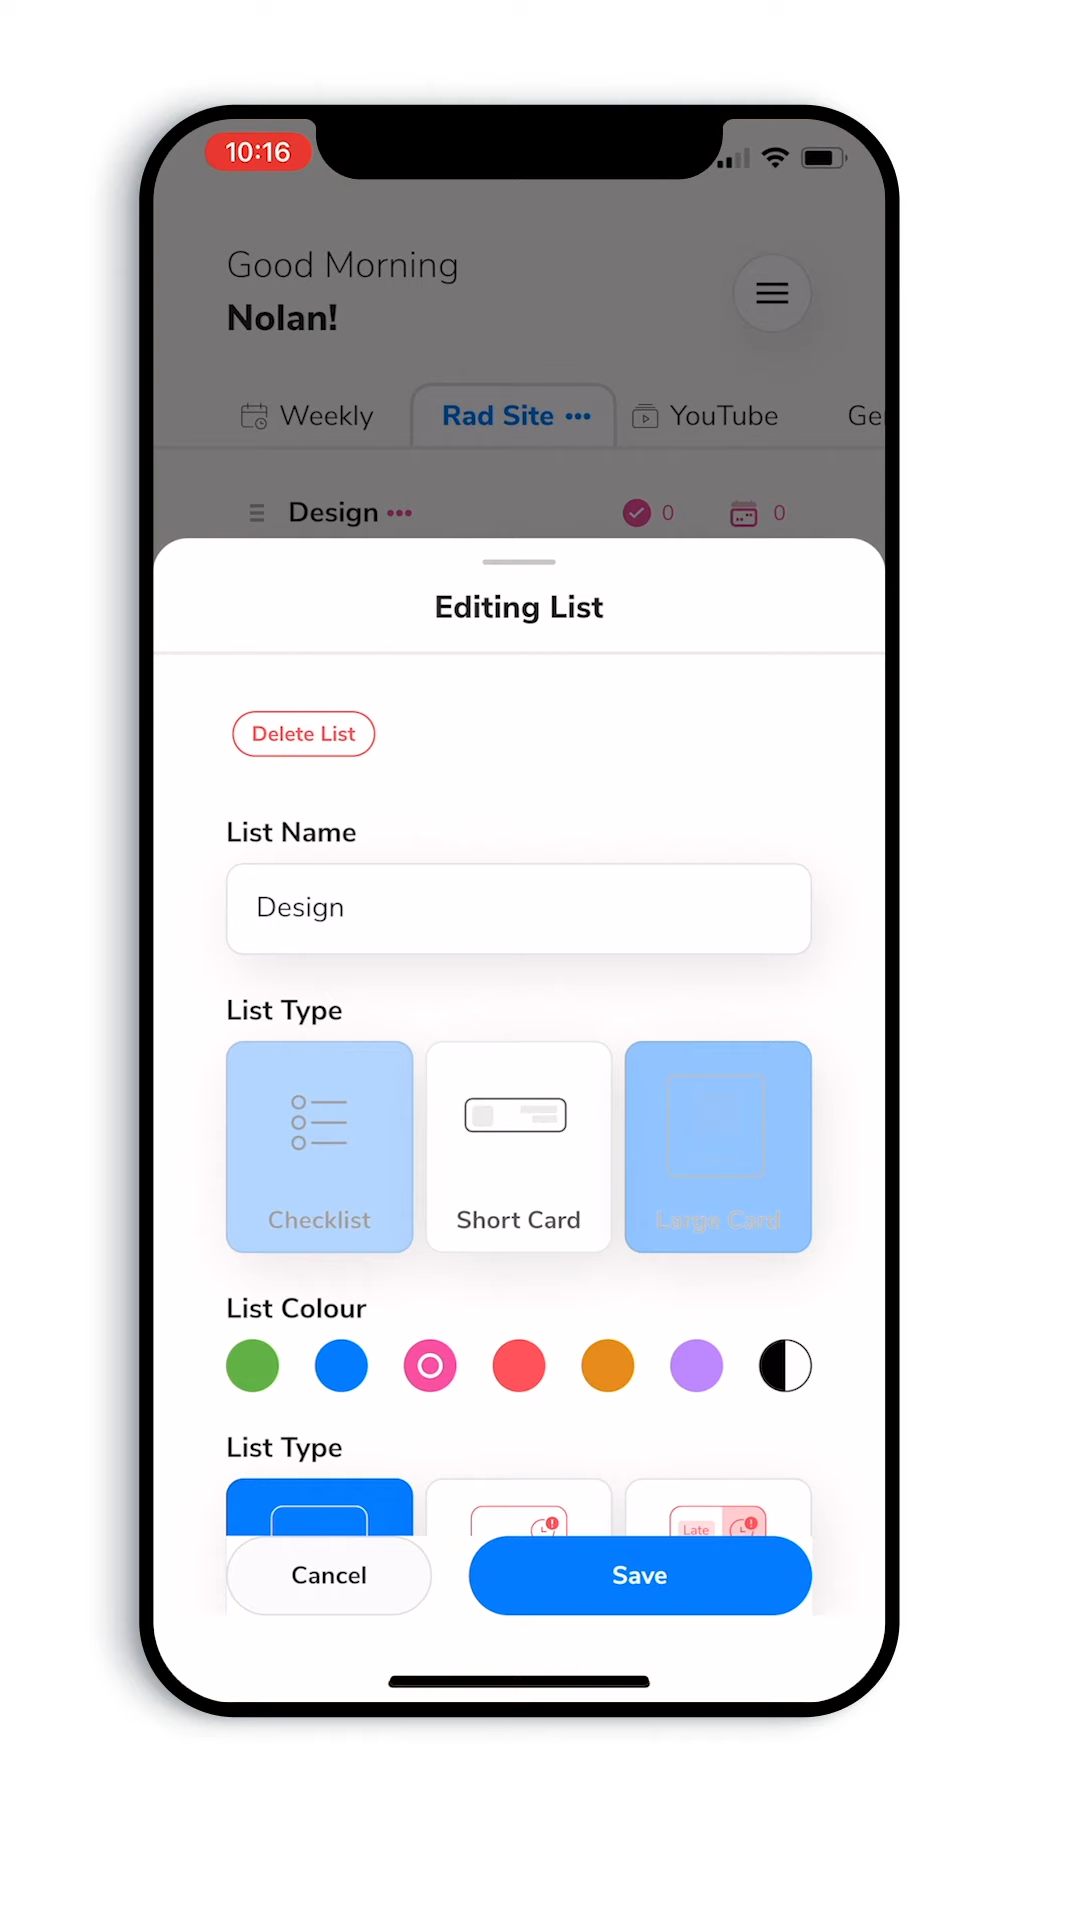 10:16
Good Morning
Nolan!
Weekly
Rad Site •••
YouTube
Design •••
0
0
Editing List
Delete List
List Name
Design
List Type
Checklist
Short Card
Large Card
List Colour
List Type
Late
Cancel
Save